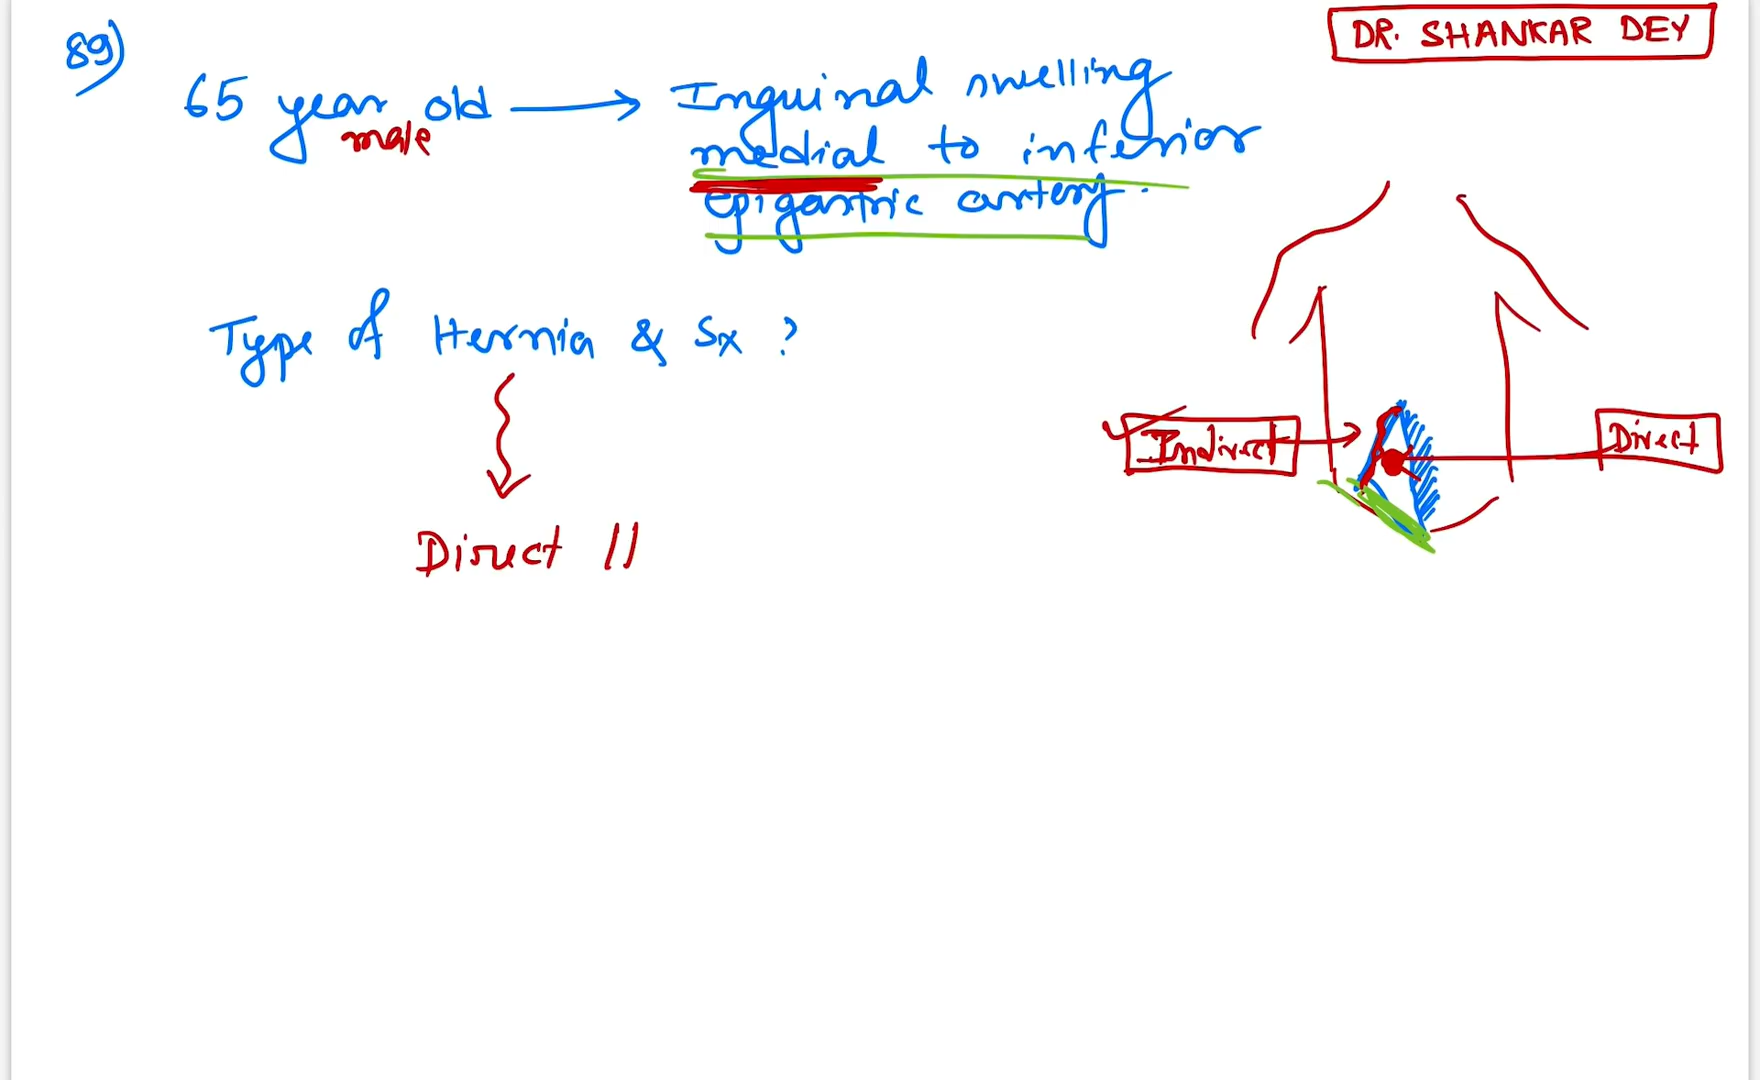 DR. SHANKAR DEY
89)
65 year old → Inguinal swelling
male
medial to inferior
epigastric artery.
Type of Hernia & Sx ?
Indirect
Direct
Direct //